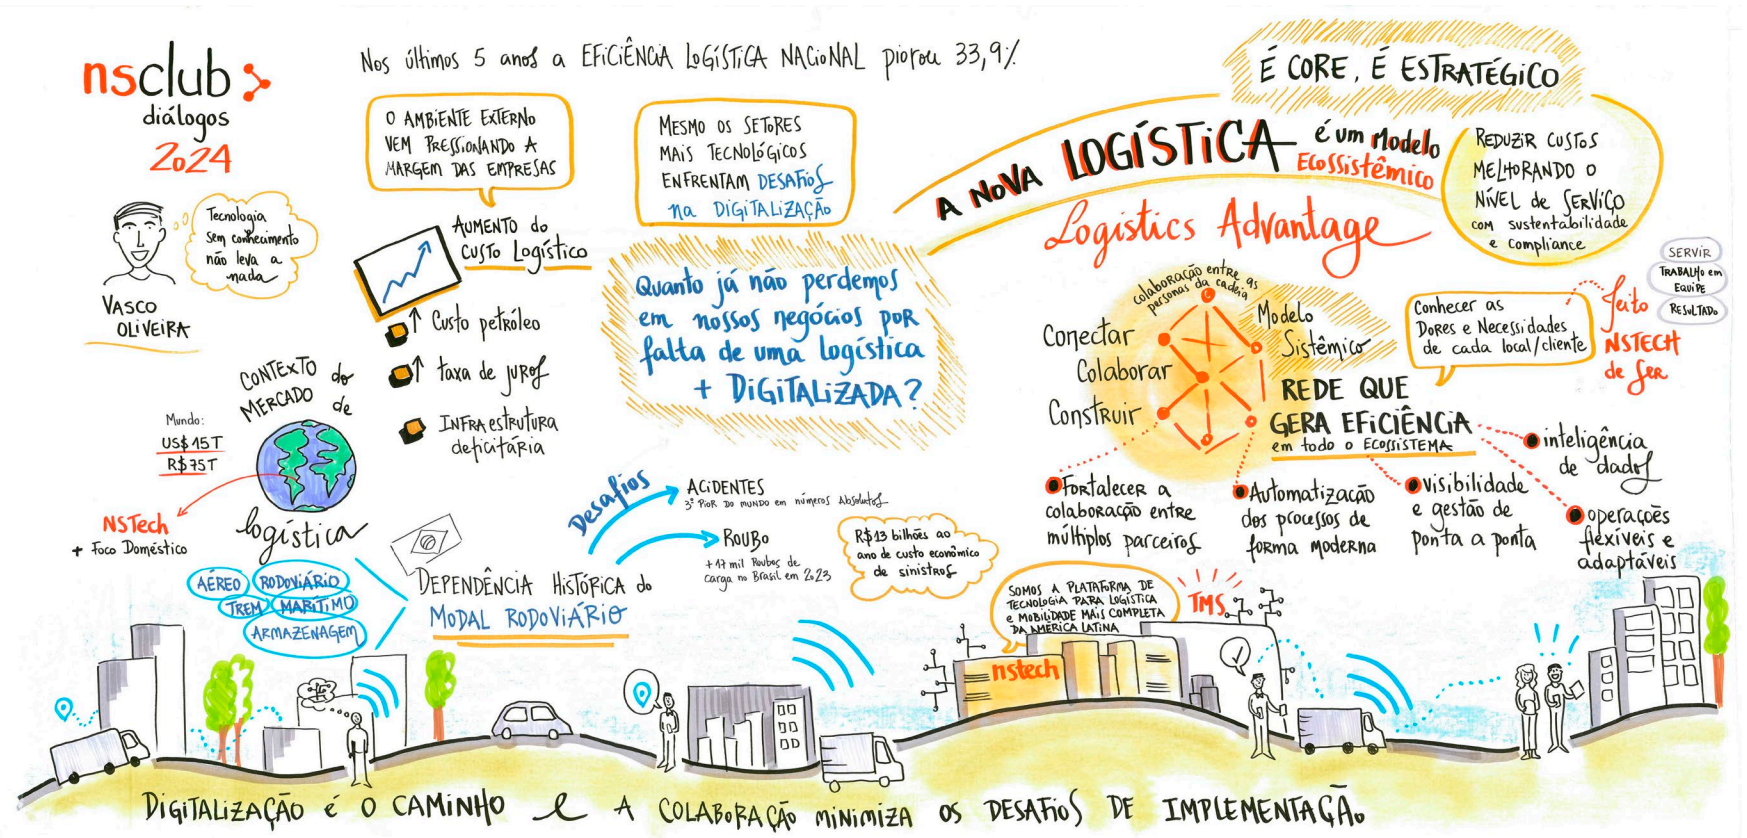 nsclub
diálogos
2024
Nos últimos 5 anos a EFICIÊNCIA LOGÍSTICA NACIONAL piorou 33,9%
Tecnologia
sem conhecimento
não leva a
nada
VASCO
OLIVEIRA
O AMBIENTE EXTERNO
VEM PRESSIONANDO A
MARGEM DAS EMPRESAS
AUMENTO do
CUSTO Logístico
Custo petróleo
taxa de juros
INFRAestrutura
deficitária
MESMO OS SETORES
MAIS TECNOLÓGICOS
ENFRENTAM DESAFIOS
na DIGITALIZAÇÃO
Quanto já não perdemos
em nossos negócios por
falta de uma logística
+ DIGITALIZADA?
CONTEXTO do
MERCADO de
logística
Mundo:
US$ 15T
R$ 75T
NSTech
+ Foco Doméstico
AÉREO
RODOVIÁRIO
TREM
MARÍTIMO
ARMAZENAGEM
DEPENDÊNCIA HISTÓRICA do
MODAL RODOVIÁRIO
Desafios
ACIDENTES
3º PIOR DO MUNDO em números Absolutos
ROUBO
+ 17 mil Roubos de
carga no Brasil em 2023
R$13 bilhões ao
ano de custo econômico
de sinistros
É CORE, É ESTRATÉGICO
A NOVA LOGÍSTICA é um Modelo
Ecossistêmico
Logistics Advantage
REDUZIR CUSTOS
MELHORANDO O
NÍVEL de SERVIÇO
com sustentabilidade
e compliance
colaboração entre as
personas da cadeia
Conectar
Colaborar
Construir
Modelo
Sistêmico
REDE QUE
GERA EFICIÊNCIA
em todo o ECOSSISTEMA
Conhecer as
Dores e Necessidades
de cada local/cliente
jeito
NSTECH
de ser
SERVIR
TRABALHO em
EQUIPE
RESULTADO
Fortalecer a
colaboração entre
múltiplos parceiros
Automatização
dos processos de
forma moderna
visibilidade
e gestão de
ponta a ponta
inteligência
de dados
operações
flexíveis e
adaptáveis
SOMOS A PLATAFORMA DE
TECNOLOGIA PARA LOGÍSTICA
e MOBILIDADE MAIS COMPLETA
DA AMÉRICA LATINA
TMS
nstech
DIGITALIZAÇÃO é O CAMINHO e A COLABORAÇÃO MINIMIZA OS DESAFIOS DE IMPLEMENTAÇÃO